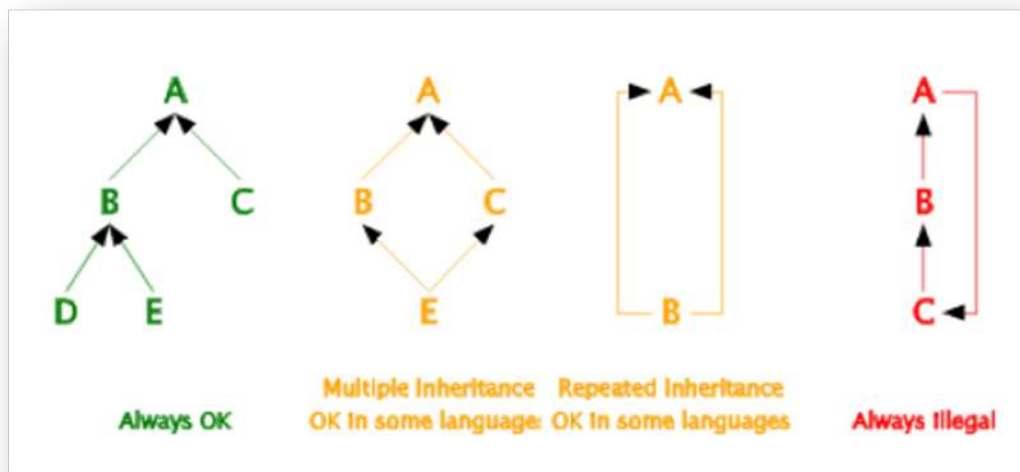 A
B
C
D
E
Always OK
A
B
C
E
Multiple Inheritance
OK in some language
A
B
Repeated Inheritance
OK in some languages
A
B
C
Always Illegal